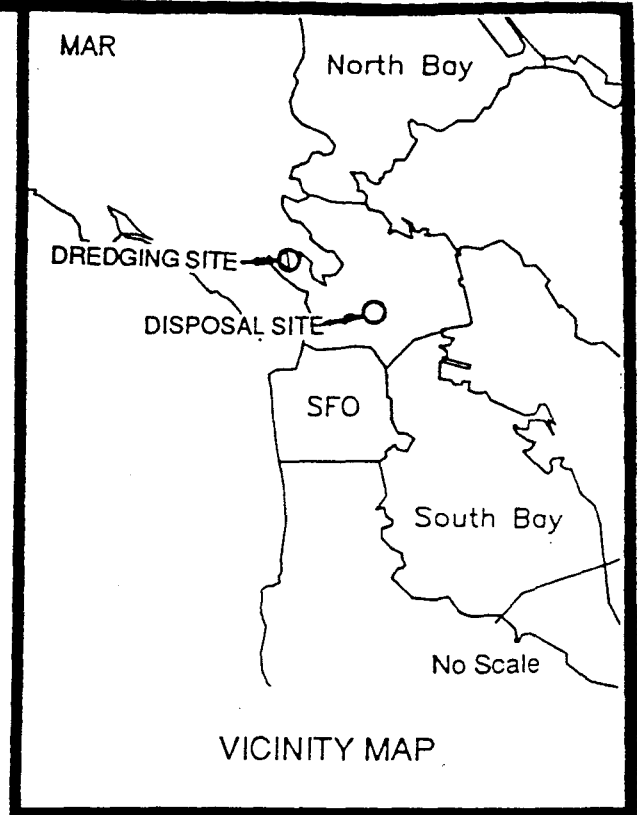 MAR
North Bay
DREDGING SITE
DISPOSAL SITE
SFO
South Bay
No Scale
VICINITY MAP